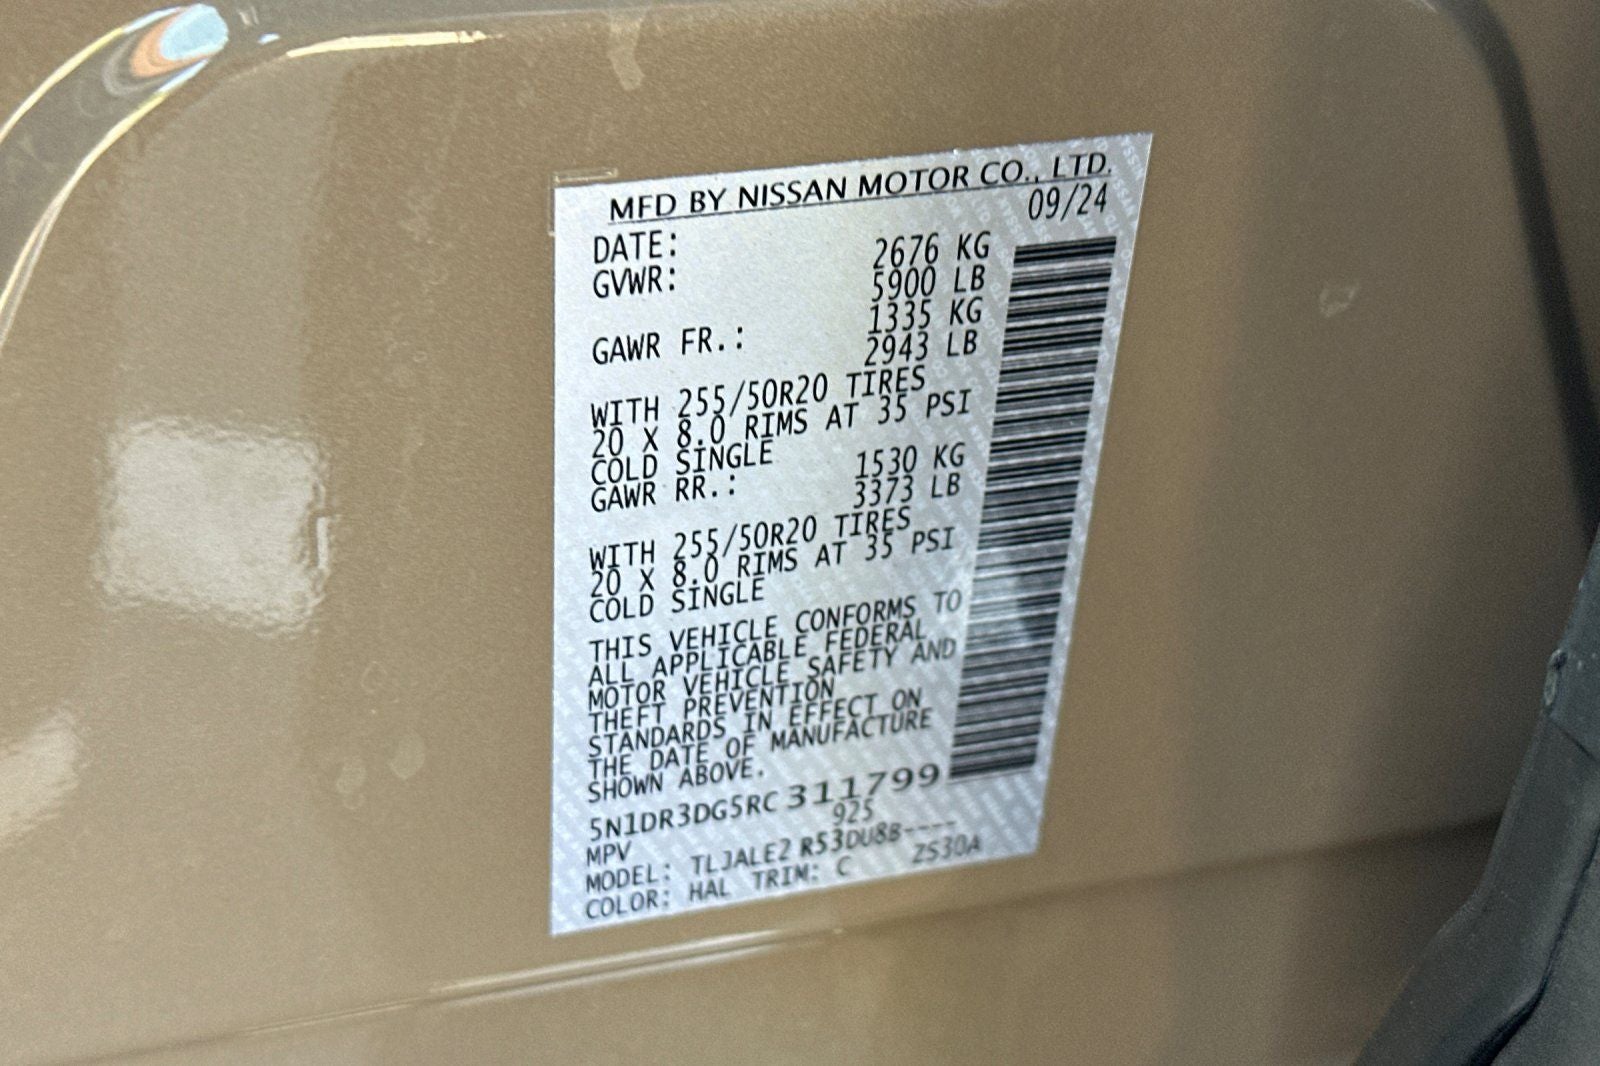 MFD BY NISSAN MOTOR CO., LTD.
DATE: 09/24
GVWR: 2676 KG
5900 LB
GAWR FR.: 1335 KG
2943 LB
WITH 255/50R20 TIRES
20 X 8.0 RIMS AT 35 PSI
COLD SINGLE
GAWR RR.: 1530 KG
3373 LB
WITH 255/50R20 TIRES
20 X 8.0 RIMS AT 35 PSI
COLD SINGLE
THIS VEHICLE CONFORMS TO
ALL APPLICABLE FEDERAL
MOTOR VEHICLE SAFETY AND
THEFT PREVENTION
STANDARDS IN EFFECT ON
THE DATE OF MANUFACTURE
SHOWN ABOVE.
5N1DR3DG5RC311799
MPV 925
MODEL: TLJALE2 R53DU8B----
COLOR: HAL TRIM: C ZS30A